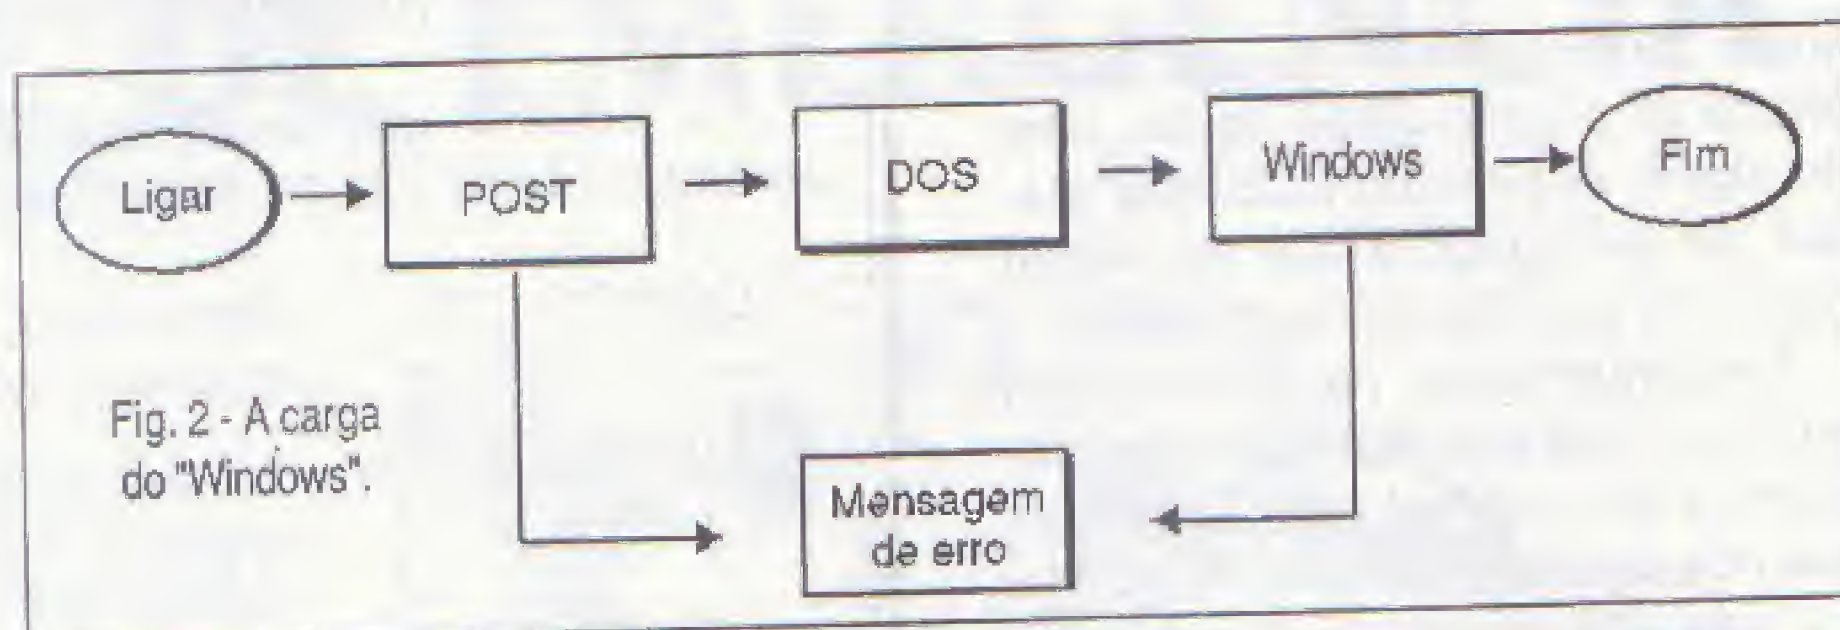 Ligar
POST
DOS
Windows
Fim
Fig. 2 - A carga
do "Windows".
Mensagem
de erro